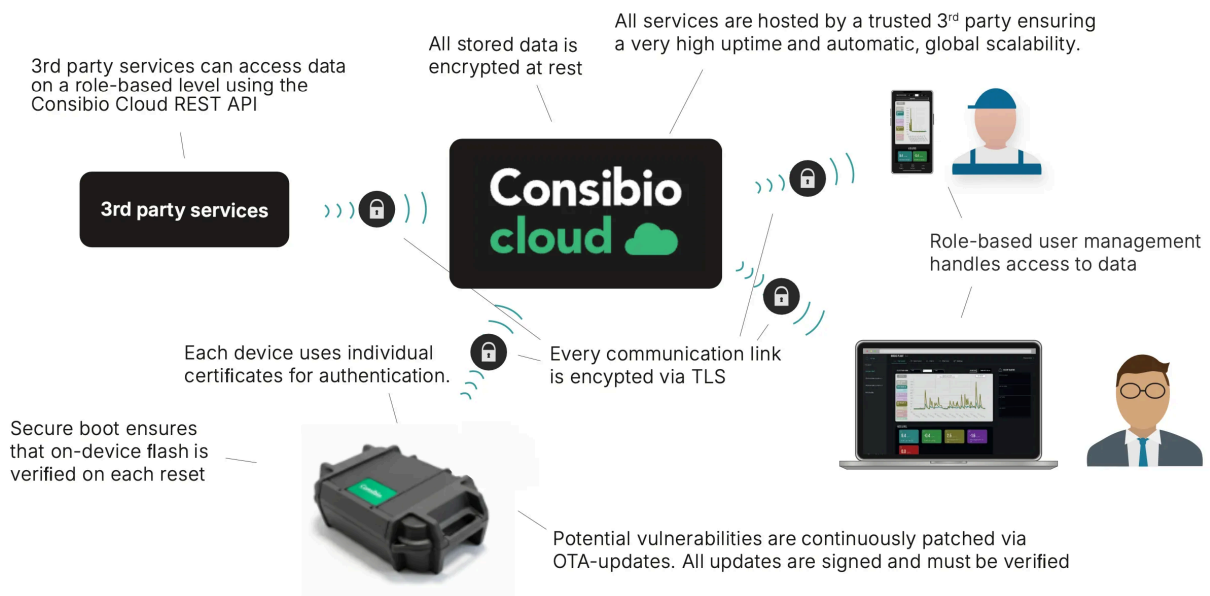 All services are hosted by a trusted 3rd party ensuring
a very high uptime and automatic, global scalability.
All stored data is
encrypted at rest
3rd party services can access data
on a role-based level using the
Consibio Cloud REST API
3rd party services
Consibio
cloud
Role-based user management
handles access to data
Each device uses individual
certificates for authentication.
Every communication link
is encypted via TLS
Secure boot ensures
that on-device flash is
verified on each reset
Consibio
Potential vulnerabilities are continuously patched via
OTA-updates. All updates are signed and must be verified